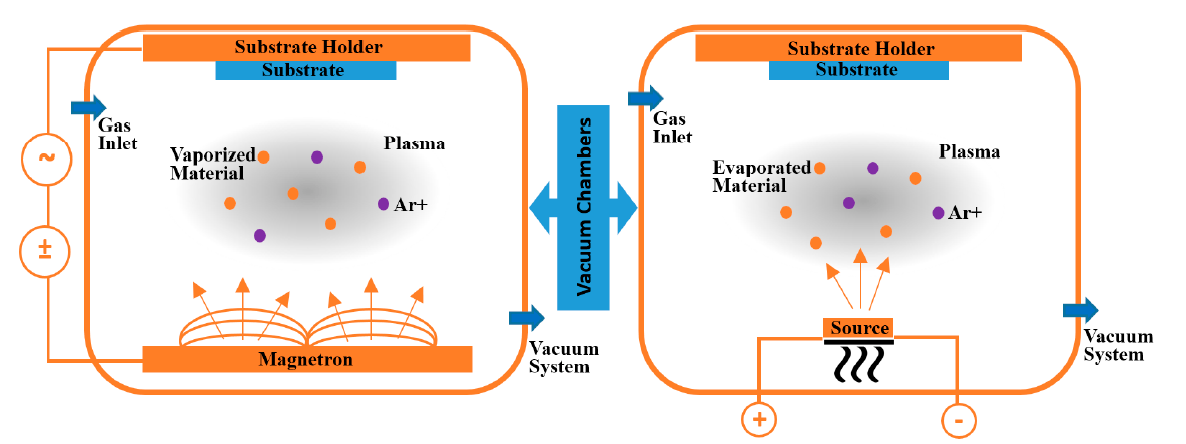 Substrate Holder
Substrate
Gas
Inlet
Vaporized
Material
Plasma
Ar+
~
±
Magnetron
Vacuum
System
Vacuum Chambers
Substrate Holder
Substrate
Gas
Inlet
Evaporated
Material
Plasma
Ar+
Source
Vacuum
System
+
-